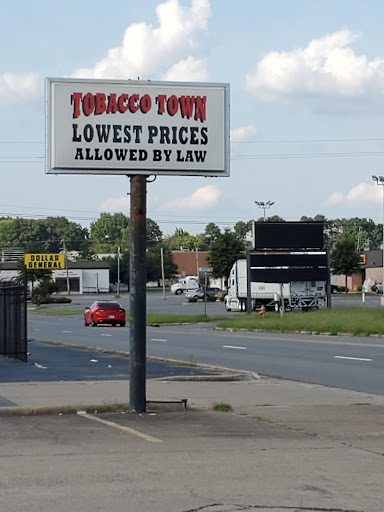 TOBACCO TOWN
LOWEST PRICES
ALLOWED BY LAW
DOLLAR
GENERAL